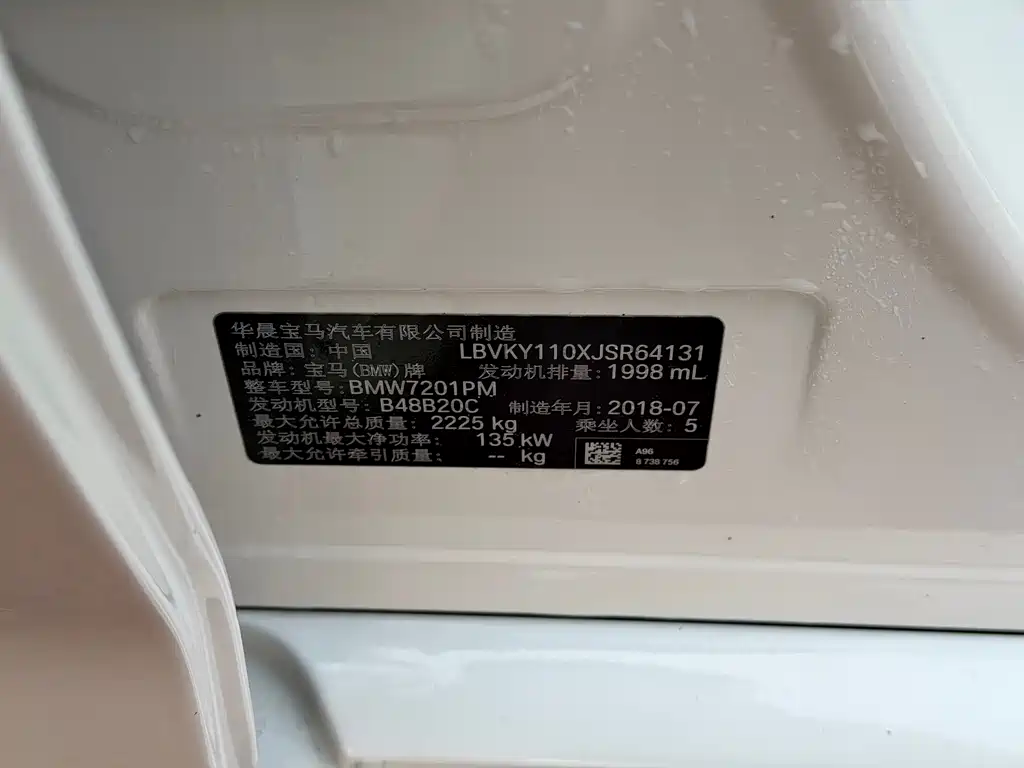 华晨宝马汽车有限公司制造
制造国：中国 LBVKY110XJSR64131
品牌：宝马(BMW)牌 发动机排量：1998 mL
整车型号：BMW7201PM
发动机型号：B48B20C 制造年月：2018-07
最大允许总质量：2225 kg 乘坐人数：5
发动机最大净功率：135 kW
最大允许牵引质量：-- kg
A96
8 738 756